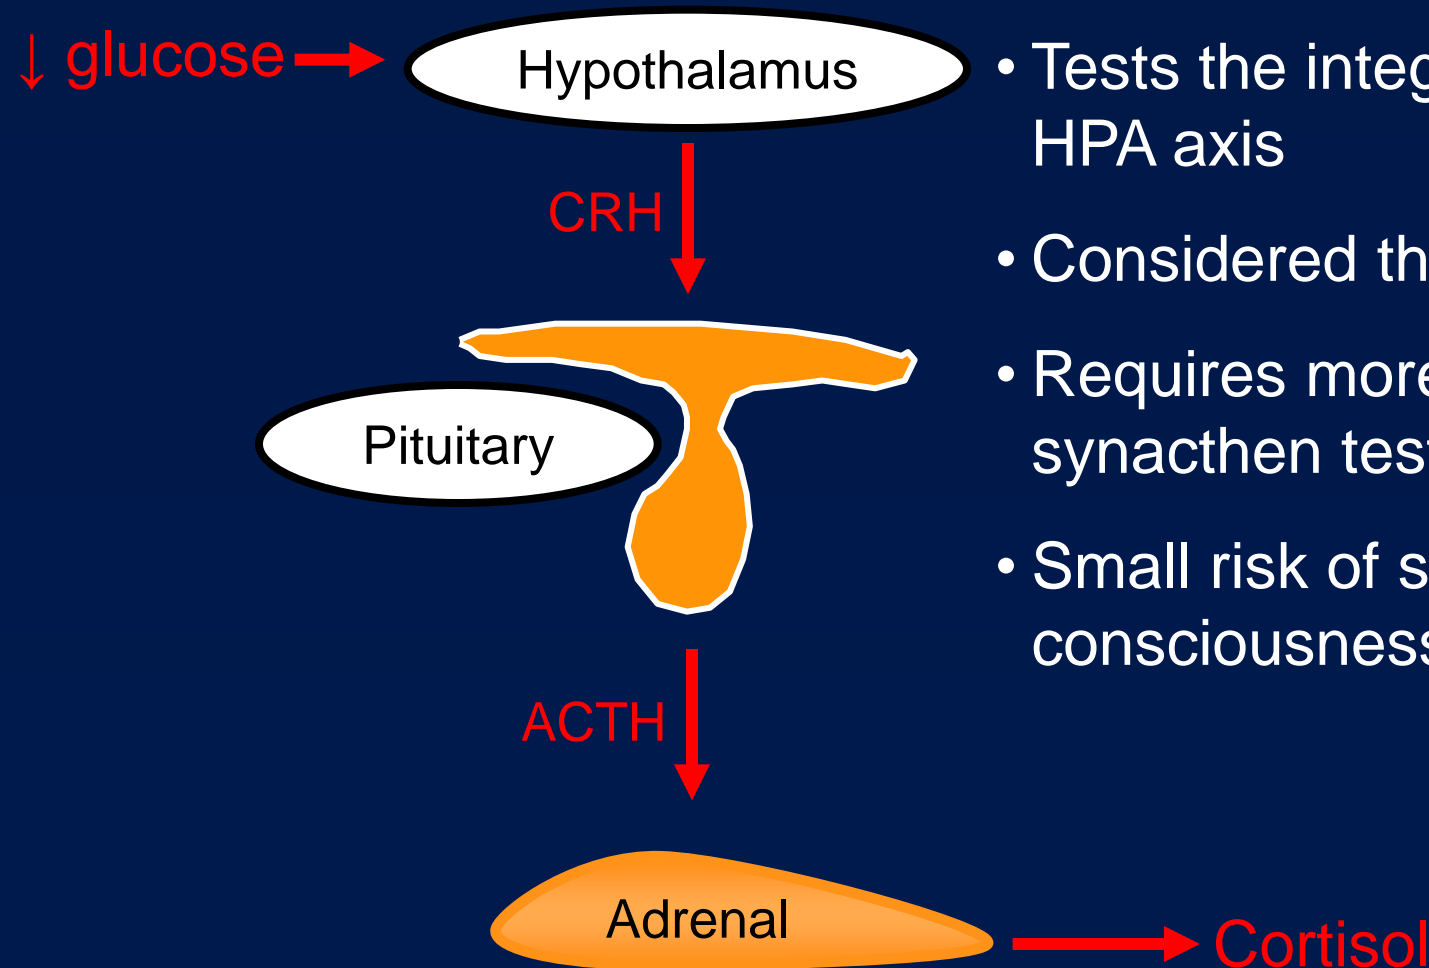 ↓ glucose
Hypothalamus
CRH
Pituitary
ACTH
Adrenal
Cortisol
• Tests the integ
HPA axis
• Considered th
• Requires more
synacthen test
• Small risk of s
consciousness